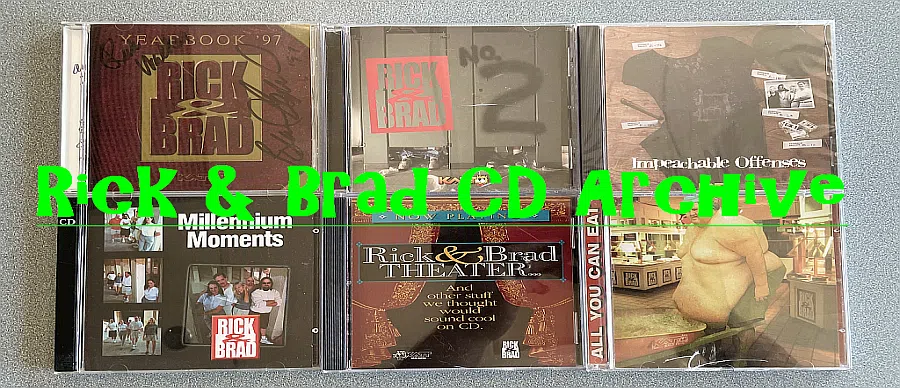 YEARBOOK '97
RICK
&
BRAD
RICK
&
BRAD
No.
2
Impeachable Offenses
Rick & Brad CD Archive
CD
Millennium
Moments
RICK
&
BRAD
NOW PLAYIN
Rick & Brad
THEATER...
And
other stuff
we thought
would
sound cool
on CD.
RICK
&
BRAD
ALL YOU CAN EA